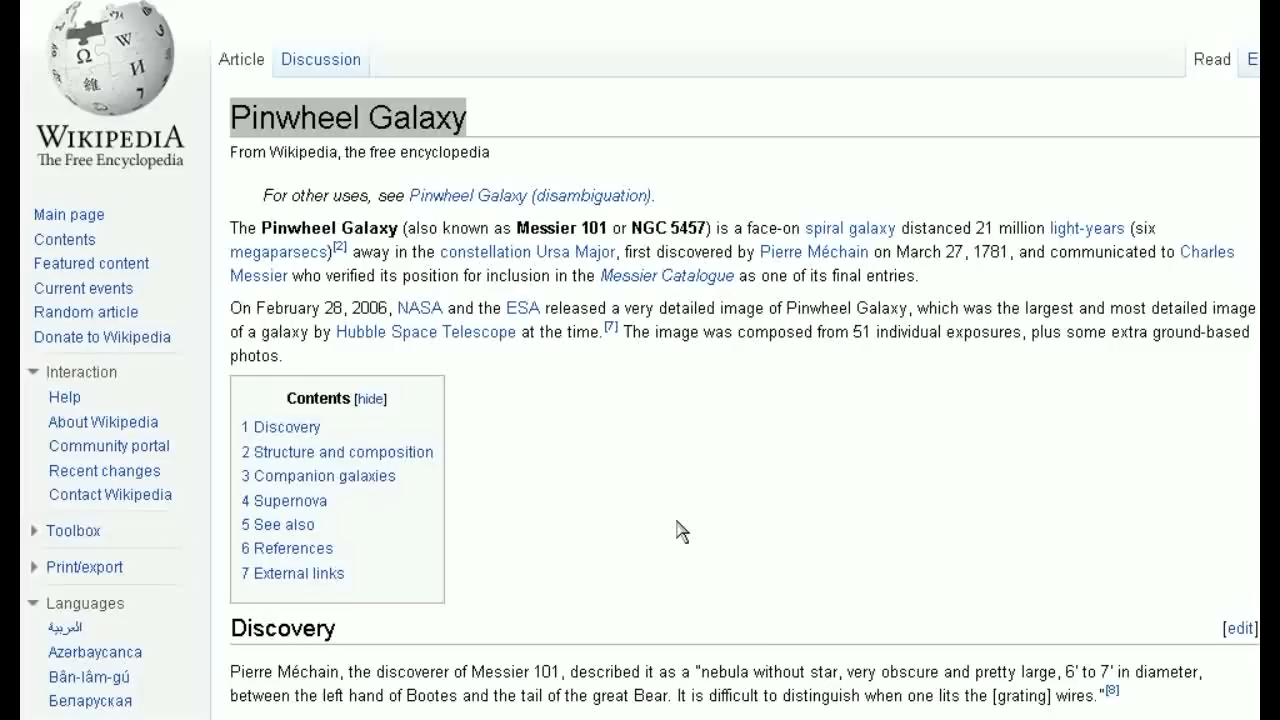 Ω W И 維 7
WIKIPEDIA
The Free Encyclopedia
Main page
Contents
Featured content
Current events
Random article
Donate to Wikipedia
Interaction
Help
About Wikipedia
Community portal
Recent changes
Contact Wikipedia
Toolbox
Print/export
Languages
العربية
Azərbaycanca
Bân-lâm-gú
Беларуская
Article Discussion Read E
Pinwheel Galaxy
From Wikipedia, the free encyclopedia
For other uses, see Pinwheel Galaxy (disambiguation).
The Pinwheel Galaxy (also known as Messier 101 or NGC 5457) is a face-on spiral galaxy distanced 21 million light-years (six
megaparsecs)[2] away in the constellation Ursa Major, first discovered by Pierre Méchain on March 27, 1781, and communicated to Charles
Messier who verified its position for inclusion in the Messier Catalogue as one of its final entries.
On February 28, 2006, NASA and the ESA released a very detailed image of Pinwheel Galaxy, which was the largest and most detailed image
of a galaxy by Hubble Space Telescope at the time.[7] The image was composed from 51 individual exposures, plus some extra ground-based
photos.
Contents [hide]
1 Discovery
2 Structure and composition
3 Companion galaxies
4 Supernova
5 See also
6 References
7 External links
Discovery [edit]
Pierre Méchain, the discoverer of Messier 101, described it as a "nebula without star, very obscure and pretty large, 6' to 7' in diameter,
between the left hand of Bootes and the tail of the great Bear. It is difficult to distinguish when one lits the [grating] wires."[8]